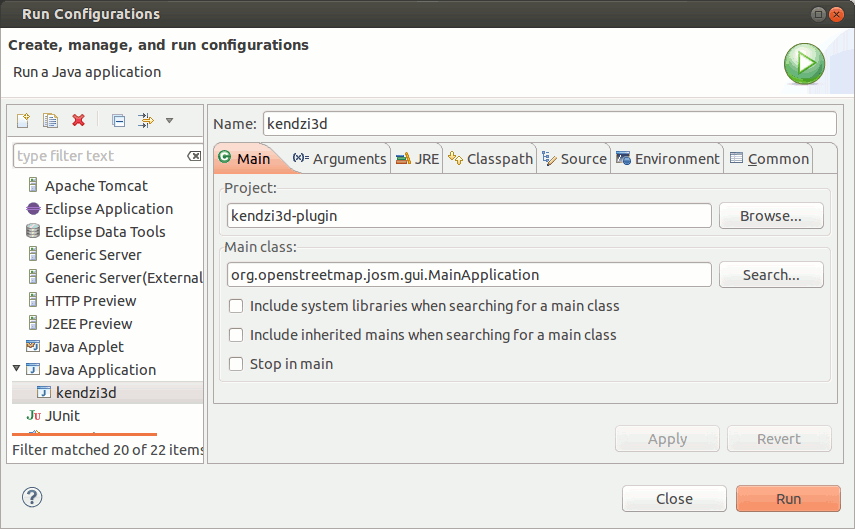 Run Configurations
Create, manage, and run configurations
Run a Java application
type filter text
Apache Tomcat
Eclipse Application
Eclipse Data Tools
Generic Server
Generic Server(External
HTTP Preview
J2EE Preview
Java Applet
Java Application
kendzi3d
JUnit
Filter matched 20 of 22 items
Name: kendzi3d
Main Arguments JRE Classpath Source Environment Common
Project:
kendzi3d-plugin Browse...
Main class:
org.openstreetmap.josm.gui.MainApplication Search...
Include system libraries when searching for a main class
Include inherited mains when searching for a main class
Stop in main
Apply Revert
Close Run